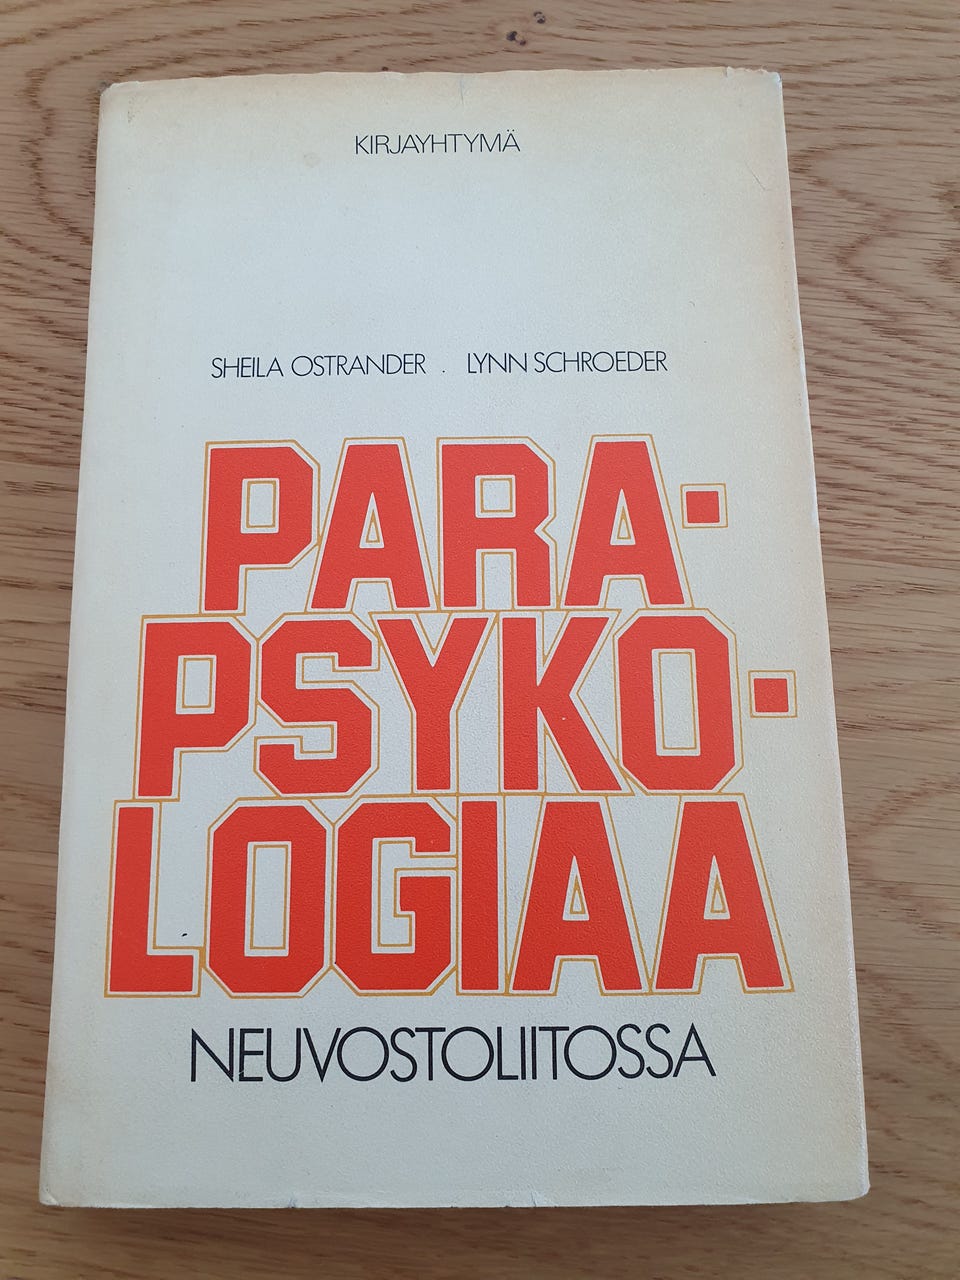 KIRJAYHTYMÄ
SHEILA OSTRANDER . LYNN SCHROEDER
PARA-
PSYKO-
LOGIAA
NEUVOSTOLIITOSSA